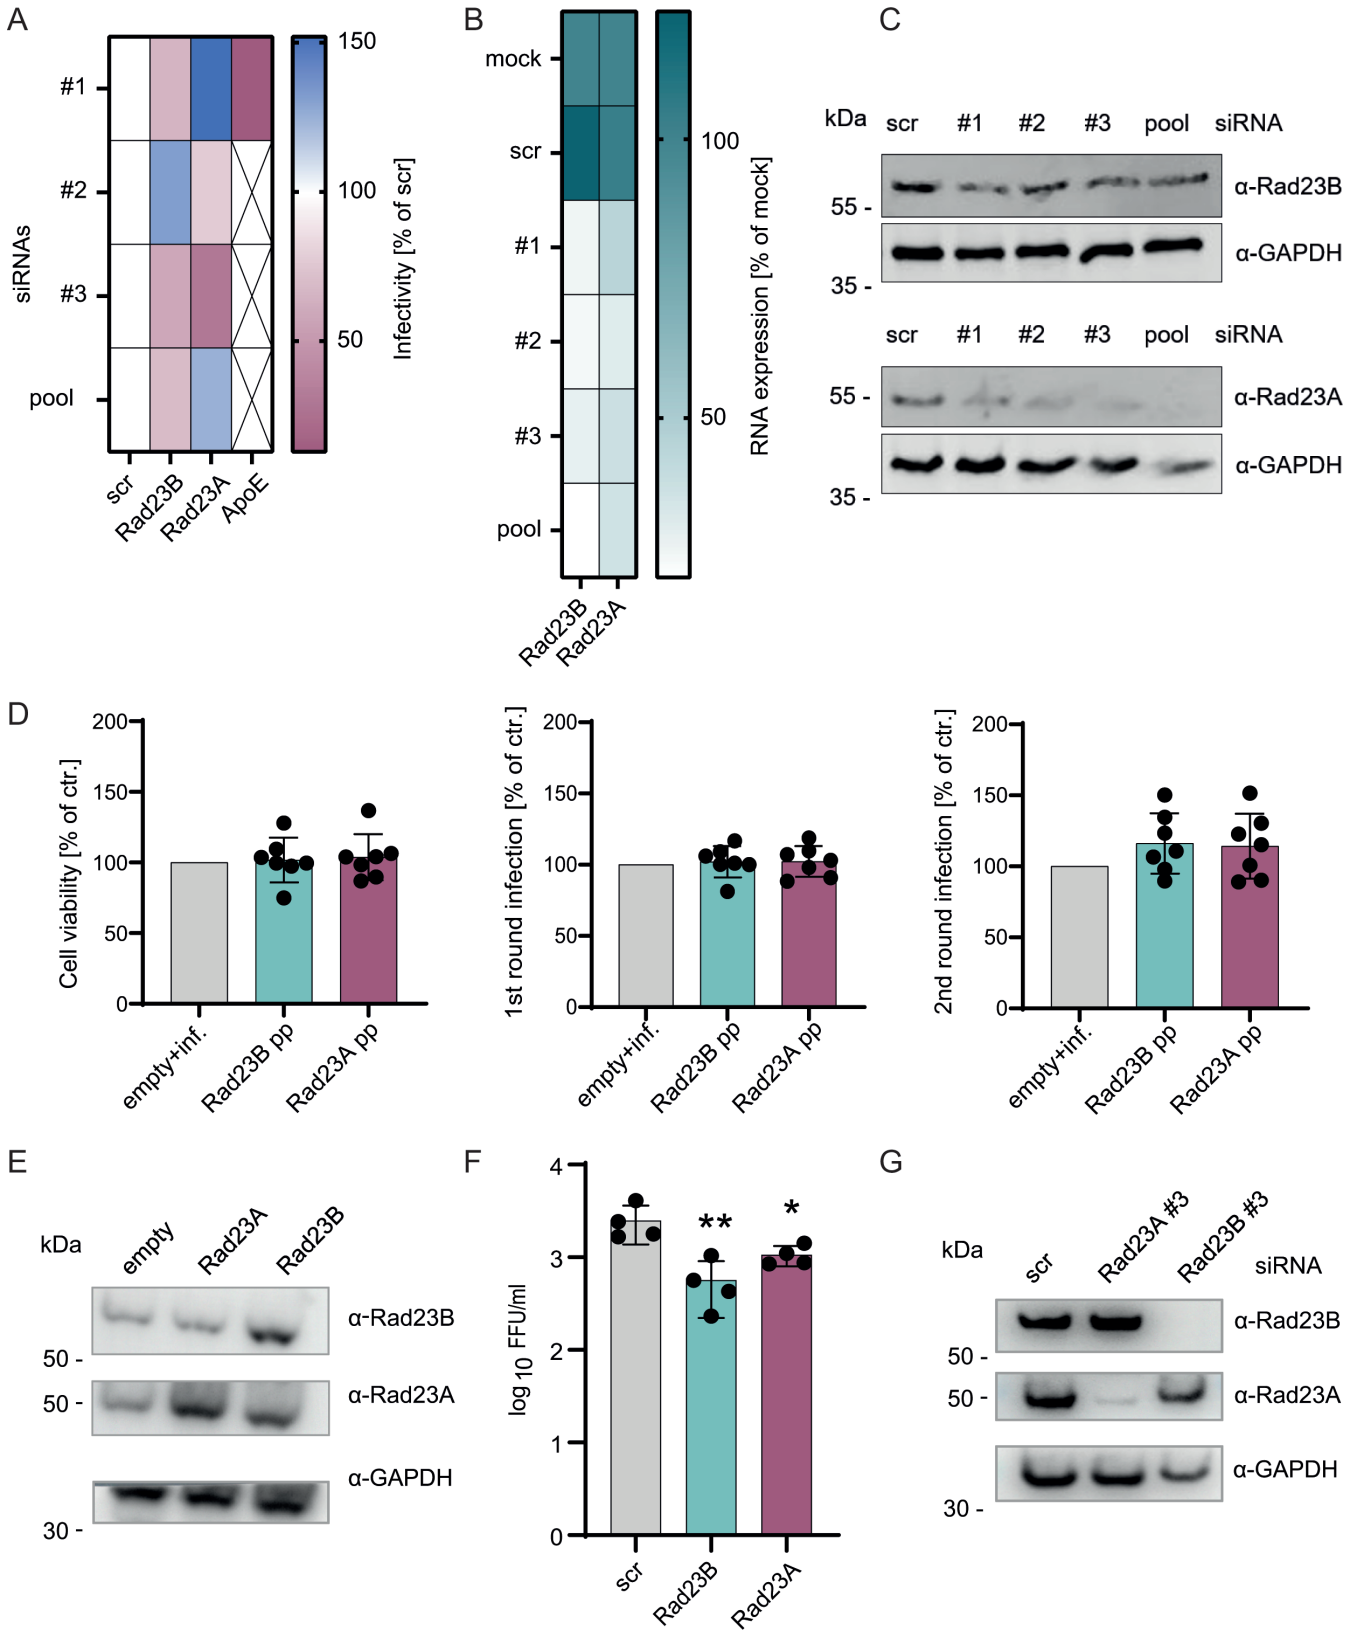 A
siRNAs
#1
#2
#3
pool
scr
Rad23B
Rad23A
ApoE
150
100
50
Infectivity [% of scr]
B
mock
scr
#1
#2
#3
pool
Rad23B
Rad23A
100
50
RNA expression [% of mock]
C
kDa scr #1 #2 #3 pool siRNA
α-Rad23B
55 -
α-GAPDH
35 -
scr #1 #2 #3 pool siRNA
55 - α-Rad23A
α-GAPDH
35 -
D
Cell viability [% of ctr.]
200
150
100
50
0
empty+inf.
Rad23B pp
Rad23A pp
1st round infection [% of ctr.]
200
150
100
50
0
empty+inf.
Rad23B pp
Rad23A pp
2nd round infection [% of ctr.]
200
150
100
50
0
empty+inf.
Rad23B pp
Rad23A pp
E
kDa empty Rad23A Rad23B
α-Rad23B
50 -
50 - α-Rad23A
α-GAPDH
30 -
F
log10 FFU/ml
4
3
2
1
0
** *
scr
Rad23B
Rad23A
G
kDa scr Rad23A #3 Rad23B #3 siRNA
α-Rad23B
50 -
50 - α-Rad23A
α-GAPDH
30 -